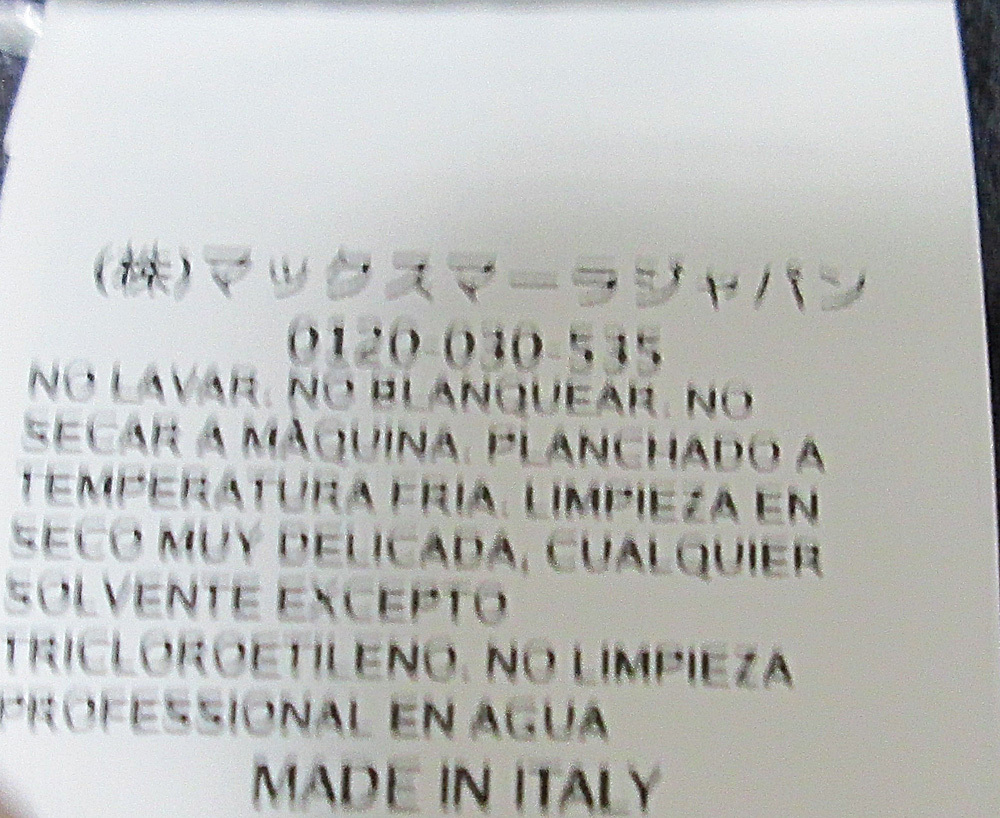 (株)マックスマーラジャパン
0120-030-535
NO LAVAR. NO BLANQUEAR. NO
SECAR A MÀQUINA. PLANCHADO A
TEMPERATURA FRIA. LIMPIEZA EN
SECO MUY DELICADA, CUALQUIER
SOLVENTE EXCEPTO
TRICLOROETILENO. NO LIMPIEZA
PROFESSIONAL EN AGUA
MADE IN ITALY